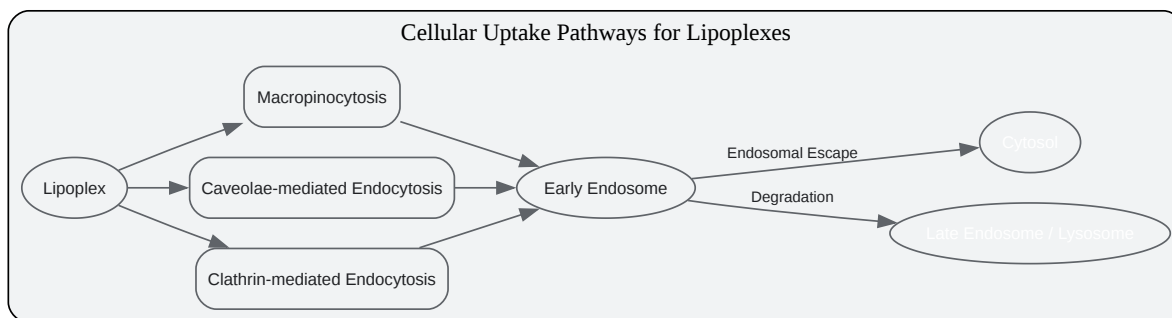 Cellular Uptake Pathways for Lipoplexes
Macropinocytosis
Lipoplex
Caveolae-mediated Endocytosis
Clathrin-mediated Endocytosis
Early Endosome
Endosomal Escape
Degradation
Cytosol
Late Endosome / Lysosome